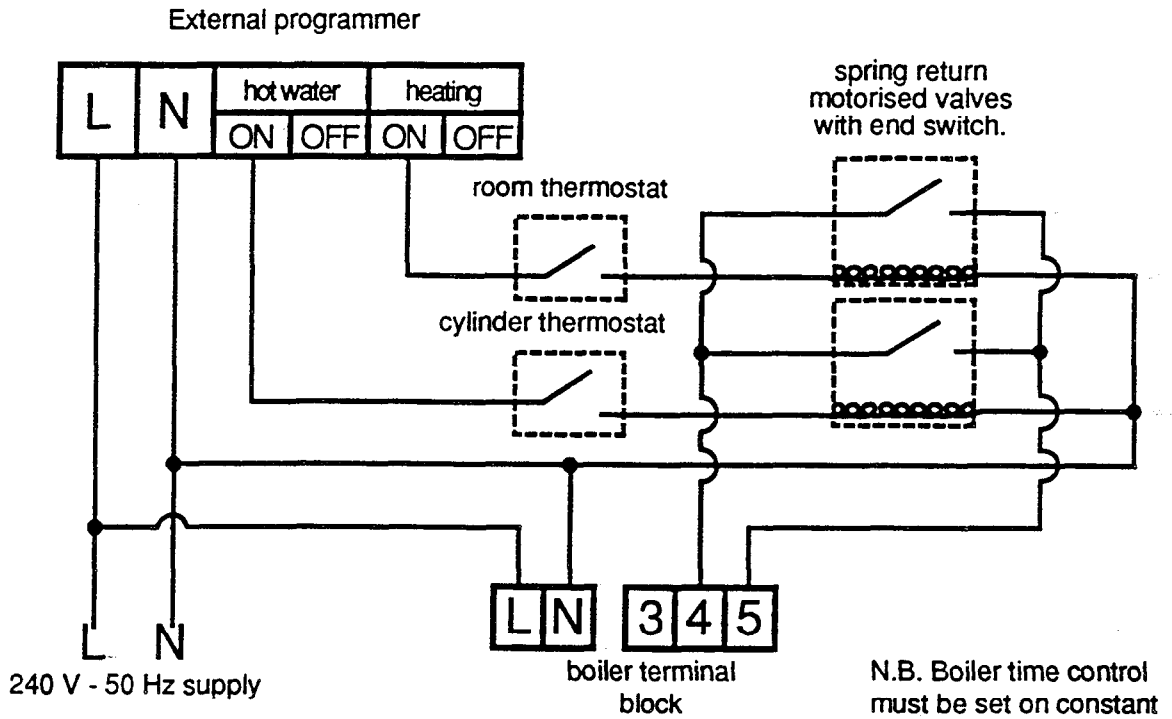 External programmer
L N hot water heating
ON OFF ON OFF
spring return
motorised valves
with end switch.
room thermostat
cylinder thermostat
L N 3 4 5
L N
240 V - 50 Hz supply
boiler terminal
block
N.B. Boiler time control
must be set on constant